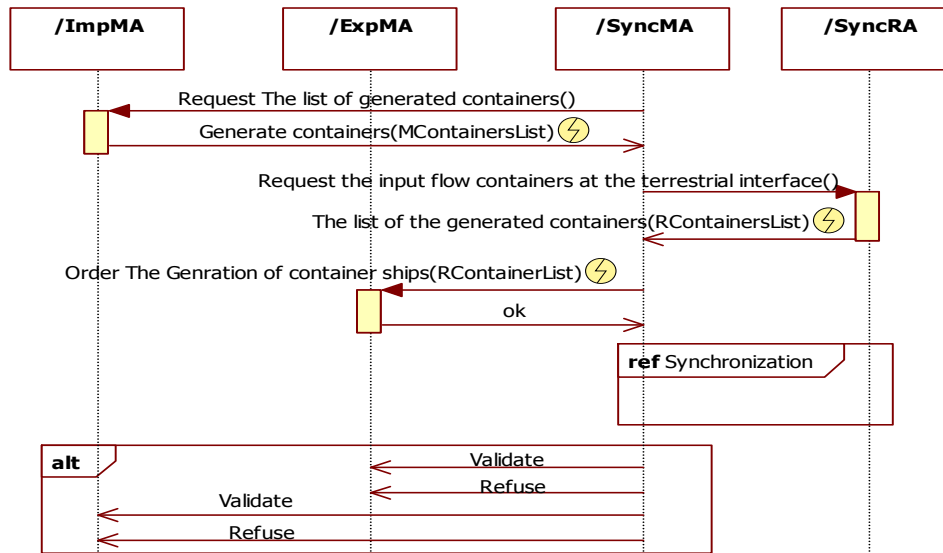 /ImpMA
/ExpMA
/SyncMA
/SyncRA
Request The list of generated containers()
Generate containers(MContainersList)
Request the input flow containers at the terrestrial interface()
The list of the generated containers(RContainersList)
Order The Genration of container ships(RContainerList)
ok
ref Synchronization
alt
Validate
Refuse
Validate
Refuse